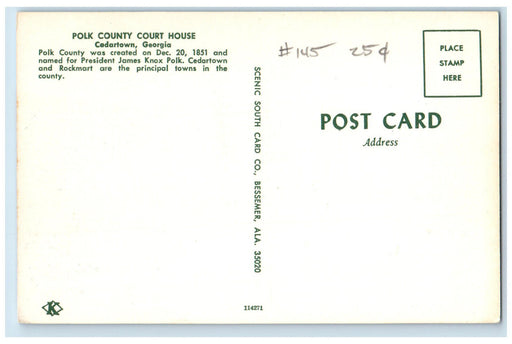 POLK COUNTY COURT HOUSE
Cedartown, Georgia
Polk County was created on Dec. 20, 1851 and
named for President James Knox Polk. Cedartown
and Rockmart are the principal towns in the
county.
SCENIC SOUTH CARD CO., BESSEMER, ALA. 35020
#145 25¢
PLACE
STAMP
HERE
POST CARD
Address
K
114271